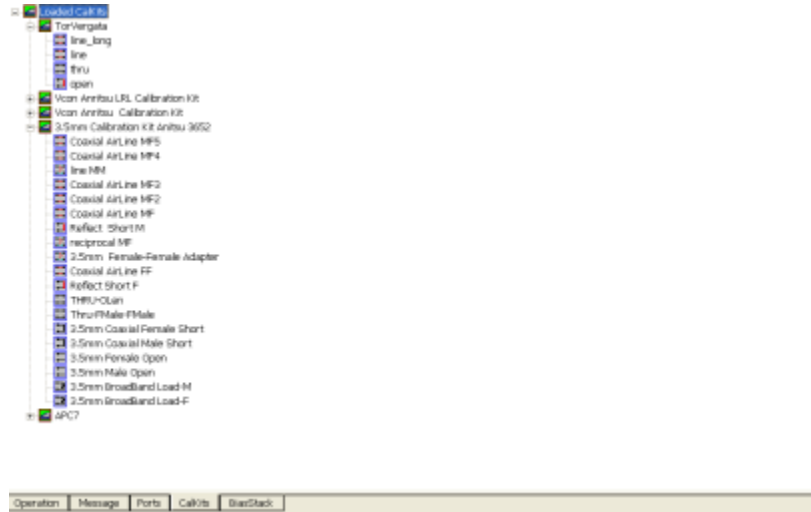 Loaded CalKits
TorVergata
line_long
line
thru
open
Vcon Anritsu LRL Calibration Kit
Vcon Anritsu Calibration Kit
3.5mm Calibration Kit Anitsu 3652
Coaxial AirLine MF5
Coaxial AirLine MF4
line MM
Coaxial AirLine MF3
Coaxial AirLine MF2
Coaxial AirLine MF
Reflect Short M
reciprocal MF
3.5mm Female-Female Adapter
Coaxial AirLine FF
Reflect Short F
Thru-FMale-FMale
3.5mm Coaxial Female Short
3.5mm Coaxial Male Short
3.5mm Female Open
3.5mm Male Open
3.5mm BroadBand Load-M
3.5mm BroadBand Load-F
APC7
Operation Message Ports CalKits BiasStack